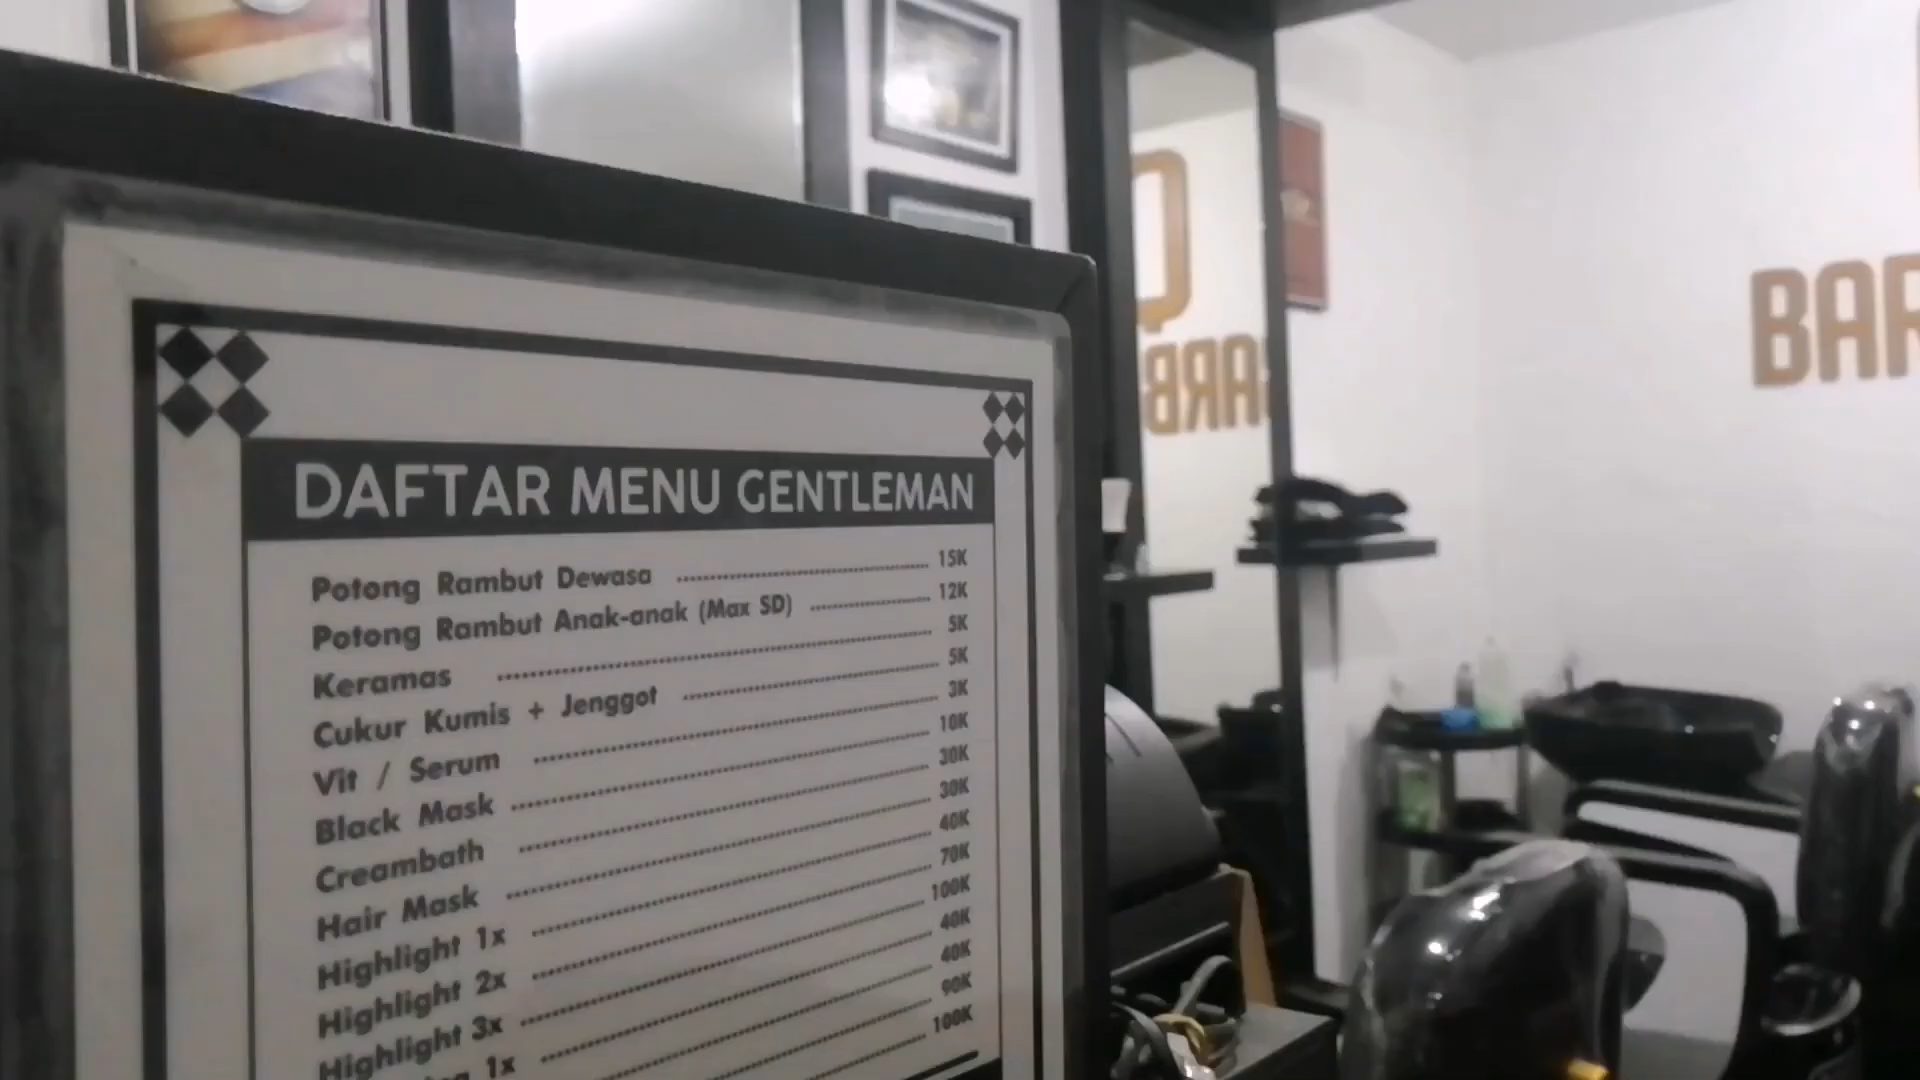 DAFTAR MENU GENTLEMAN
Potong Rambut Dewasa 15K
Potong Rambut Anak-anak (Max SD) 12K
Keramas 5K
Cukur Kumis + Jenggot 5K
Vit / Serum 3K
Black Mask 10K
Creambath 30K
Hair Mask 30K
Highlight 1x 40K
Highlight 2x 70K
Highlight 3x 100K
1x 40K
40K
90K
100K
Q
BARB
BAR